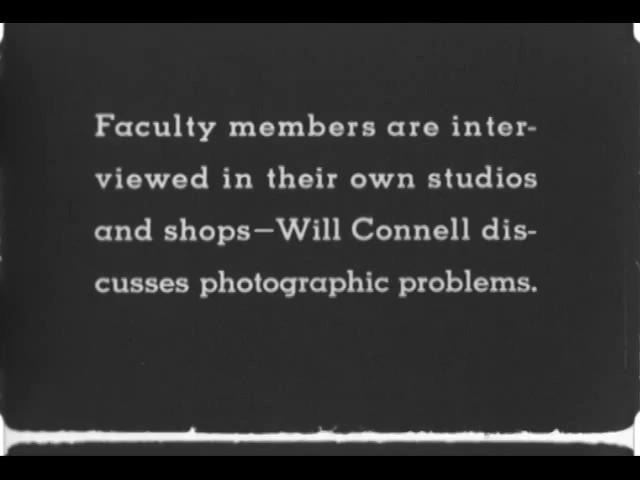 Faculty members are inter-
viewed in their own studios
and shops—Will Connell dis-
cusses photographic problems.